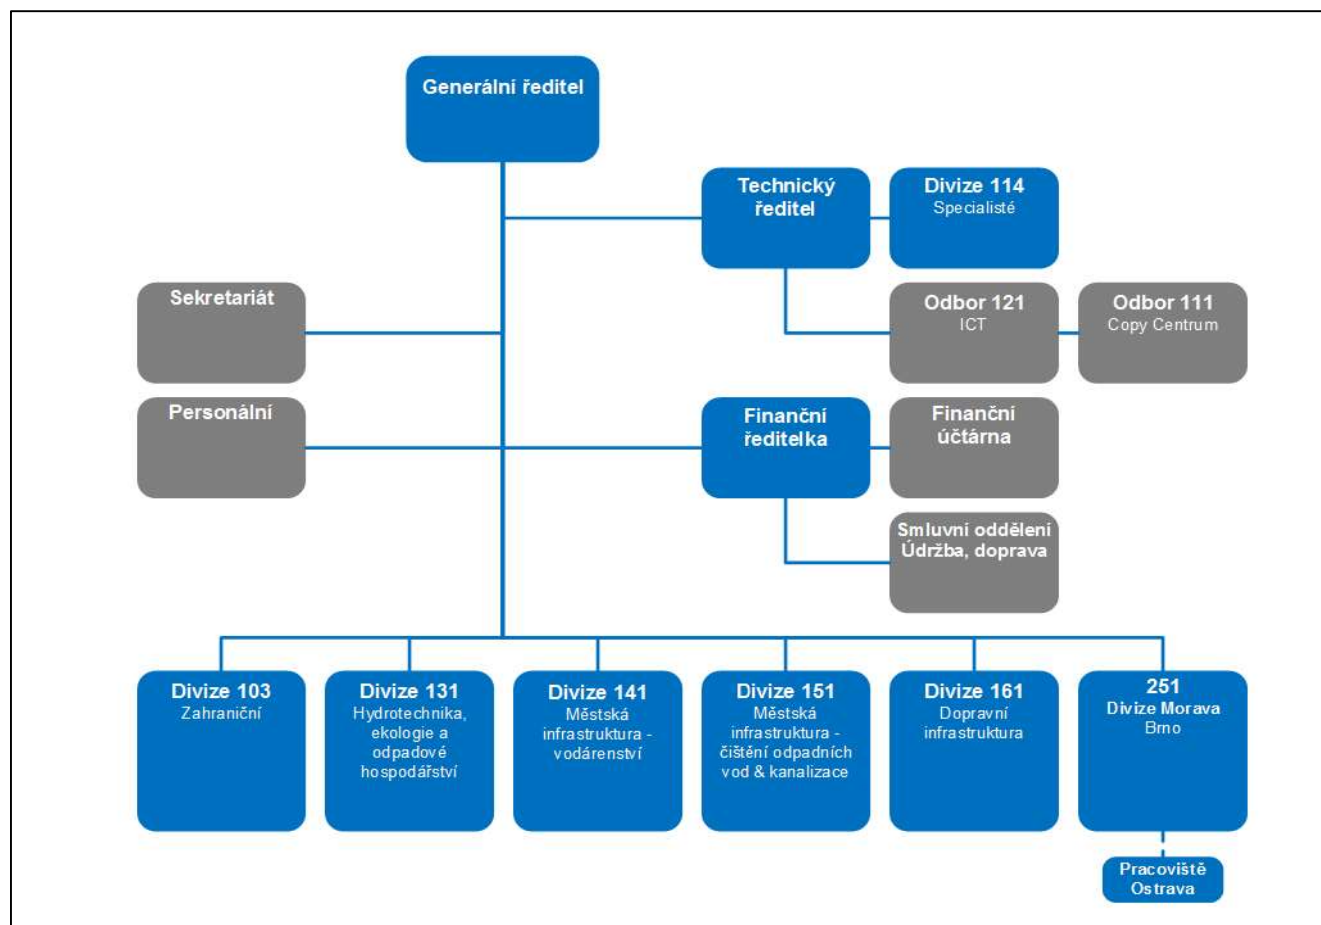 Generální ředitel
Technický
ředitel
Divize 114
Specialisté
Sekretariát
Odbor 121
ICT
Odbor 111
Copy Centrum
Personální
Finanční
ředitelka
Finanční
účtárna
Smluvní oddělení
Údržba, doprava
Divize 103
Zahraniční
Divize 131
Hydrotechnika,
ekologie a
odpadové
hospodářství
Divize 141
Městská
infrastruktura -
vodárenství
Divize 151
Městská
infrastruktura -
čištění odpadních
vod & kanalizace
Divize 161
Dopravní
infrastruktura
251
Divize Morava
Brno
Pracoviště
Ostrava